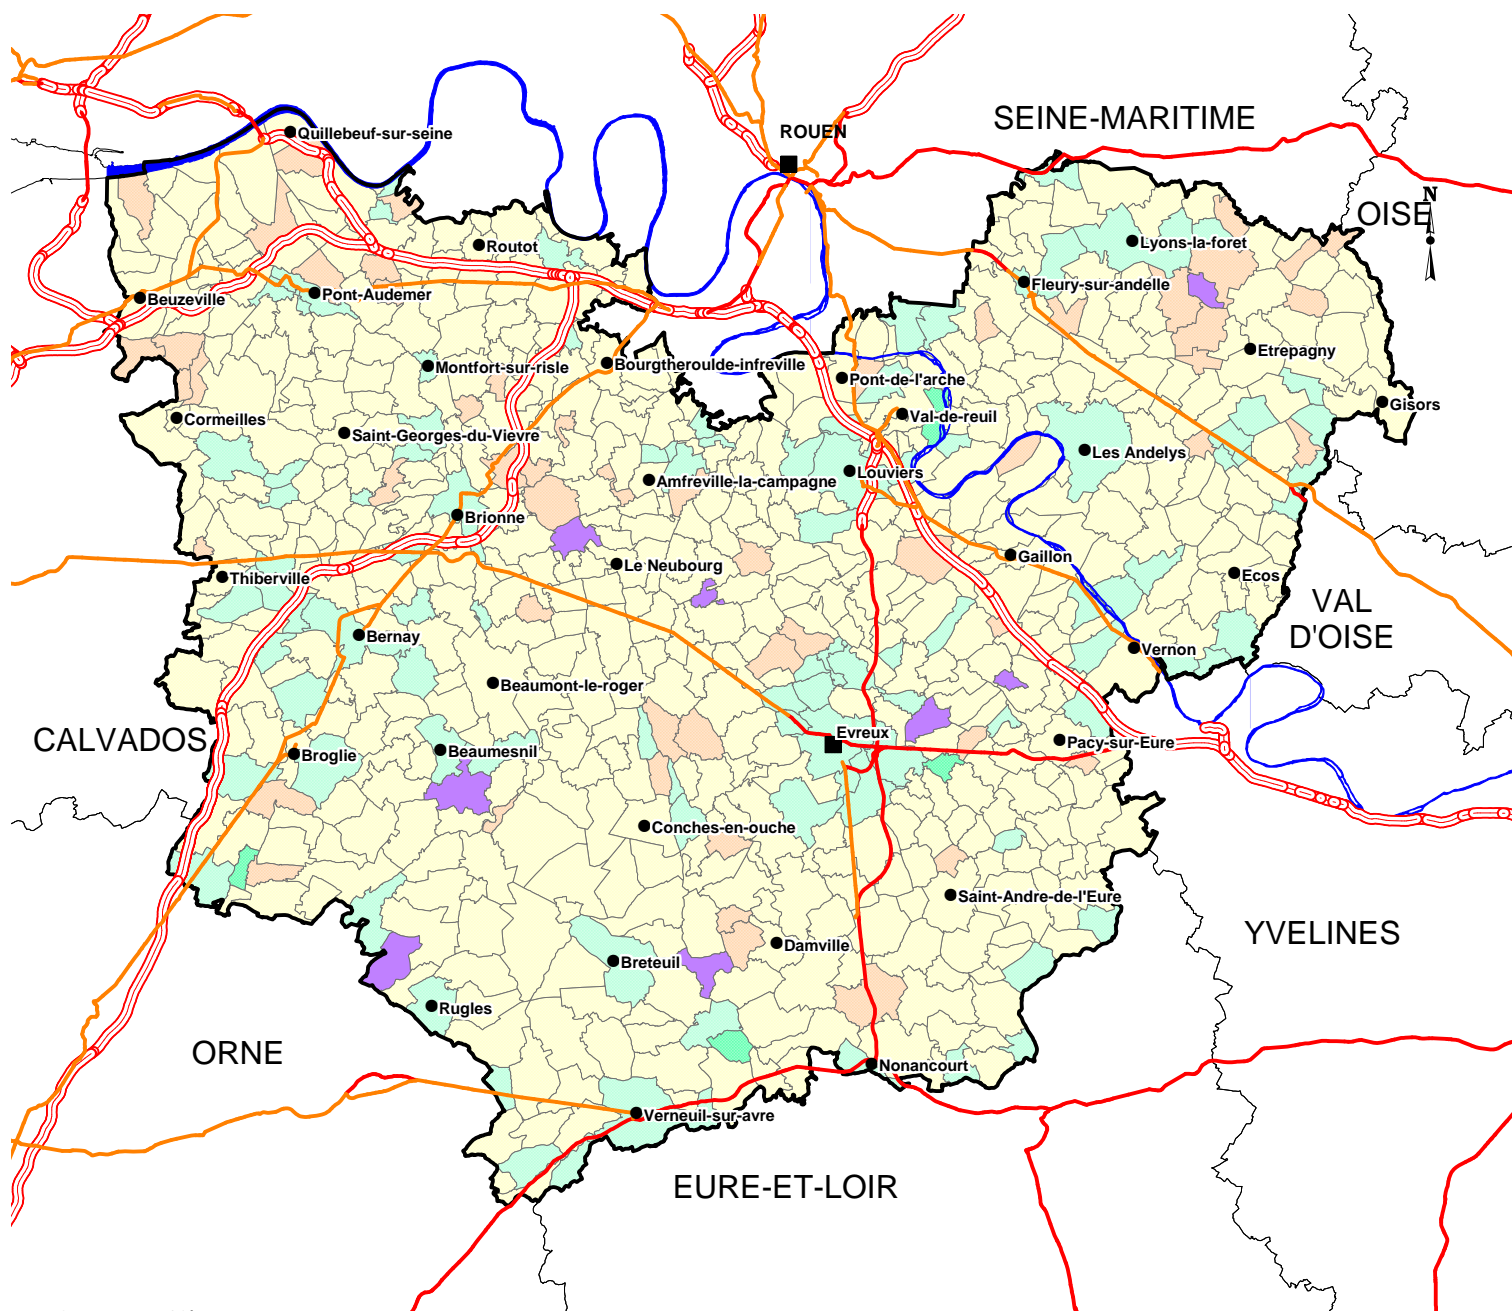 SEINE-MARITIME
ROUEN
Quillebeuf-sur-seine
N
OISE
Routot
Lyons-la-foret
Fleury-sur-andelle
Beuzeville
Pont-Audemer
Etrepagny
Montfort-sur-risle
Bourgtheroulde-infreville
Pont-de-l'arche
Gisors
Cormeilles
Val-de-reuil
Saint-Georges-du-Vievre
Les Andelys
Louviers
Amfreville-la-campagne
Brionne
Gaillon
Le Neubourg
Ecos
Thiberville
VAL
D'OISE
Bernay
Vernon
Beaumont-le-roger
CALVADOS
Evreux
Pacy-sur-Eure
Broglie
Beaumesnil
Conches-en-ouche
Saint-Andre-de-l'Eure
YVELINES
Damville
Breteuil
Rugles
ORNE
Nonancourt
Verneuil-sur-avre
EURE-ET-LOIR